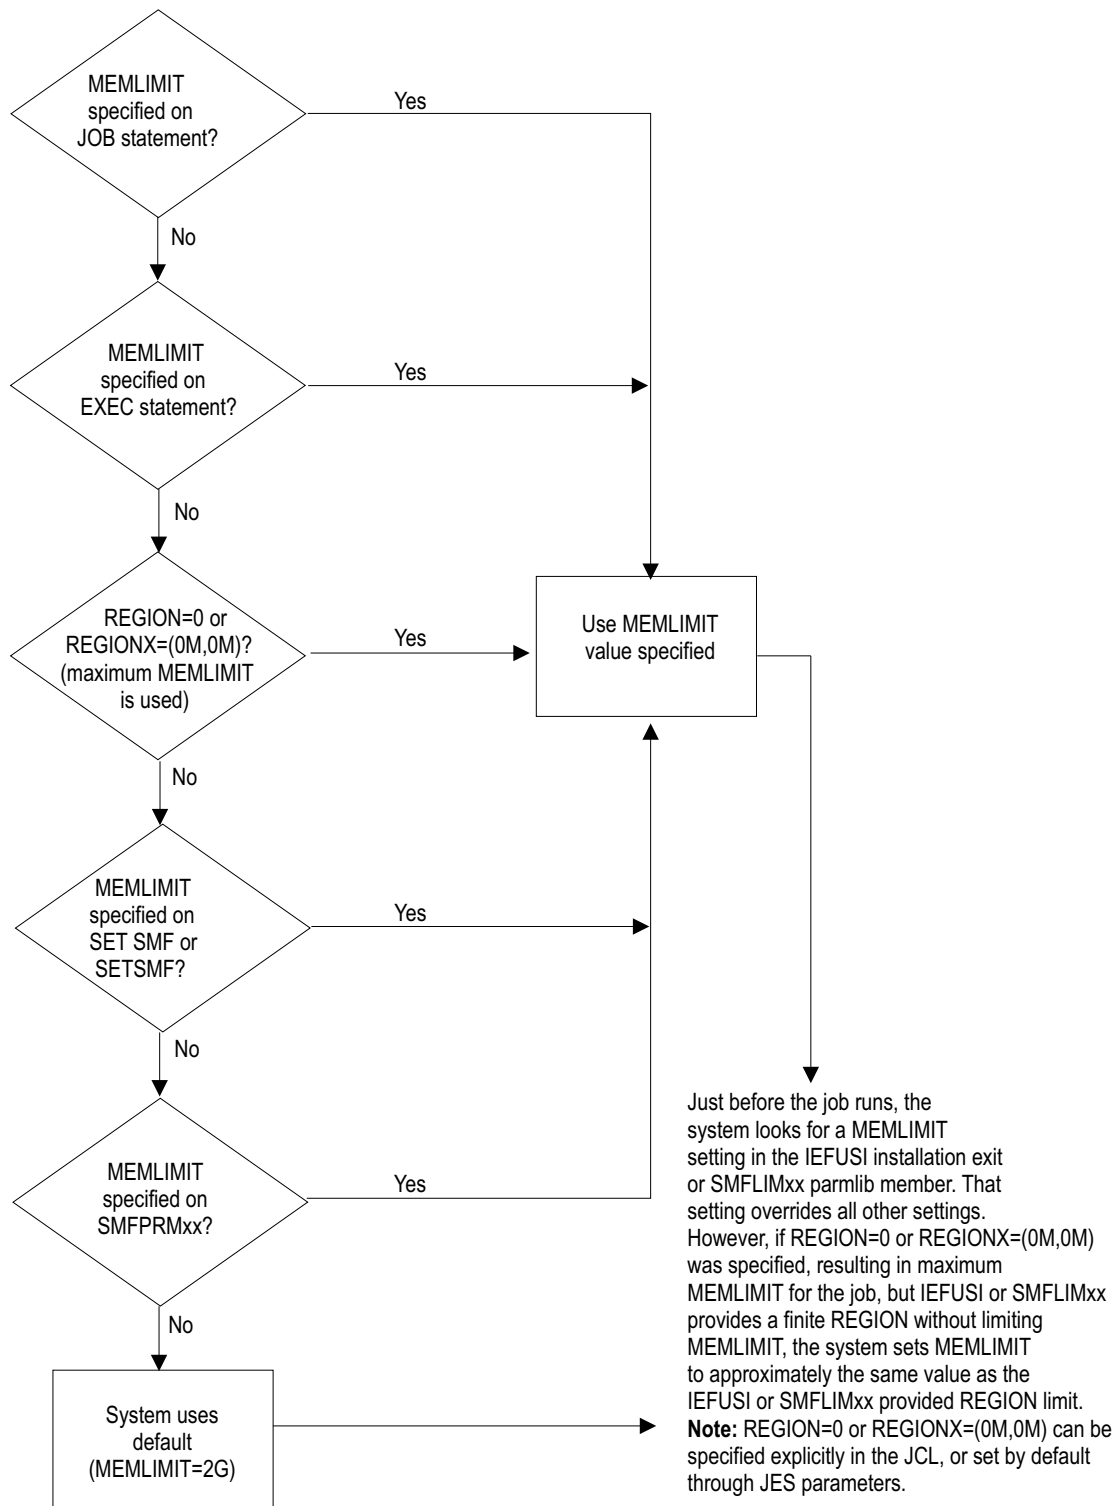 MEMLIMIT
specified on
JOB statement?
Yes
No
MEMLIMIT
specified on
EXEC statement?
Yes
No
REGION=0 or
REGIONX=(0M,0M)?
(maximum MEMLIMIT
is used)
Yes
Use MEMLIMIT
value specified
No
MEMLIMIT
specified on
SET SMF or
SETSMF?
Yes
No
MEMLIMIT
specified on
SMFPRMxx?
Yes
No
System uses
default
(MEMLIMIT=2G)
Just before the job runs, the
system looks for a MEMLIMIT
setting in the IEFUSI installation exit
or SMFLIMxx parmlib member. That
setting overrides all other settings.
However, if REGION=0 or REGIONX=(0M,0M)
was specified, resulting in maximum
MEMLIMIT for the job, but IEFUSI or SMFLIMxx
provides a finite REGION without limiting
MEMLIMIT, the system sets MEMLIMIT
to approximately the same value as the
IEFUSI or SMFLIMxx provided REGION limit.
Note: REGION=0 or REGIONX=(0M,0M) can be
specified explicitly in the JCL, or set by default
through JES parameters.